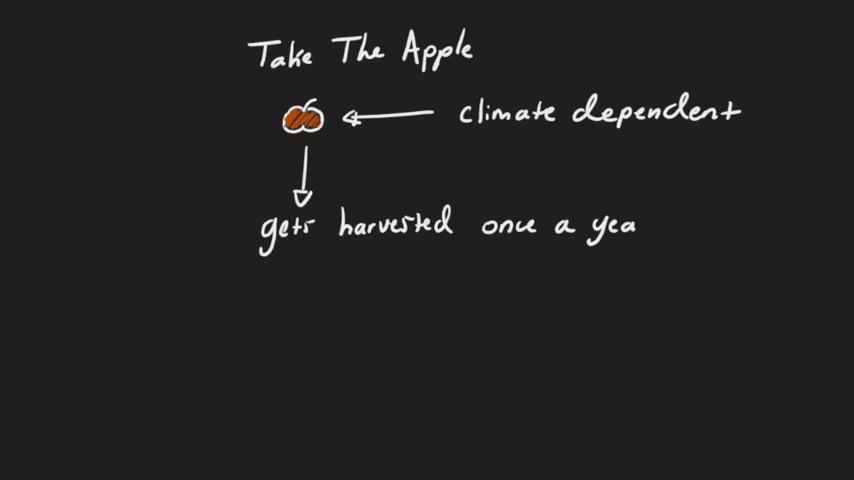 Take The Apple
climate dependent
gets harvested once a yea